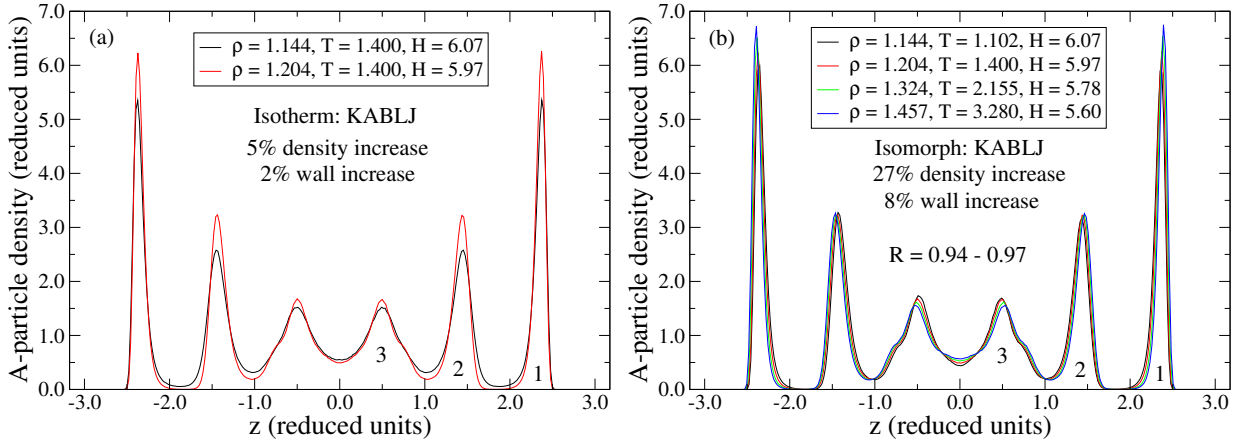 (a)
ρ = 1.144, T = 1.400, H = 6.07
ρ = 1.204, T = 1.400, H = 5.97
Isotherm: KABLJ
5% density increase
2% wall increase
A-particle density (reduced units)
7.0
6.0
5.0
4.0
3.0
2.0
1.0
0.0
3
2
1
-3.0 -2.0 -1.0 0.0 1.0 2.0 3.0
z (reduced units)
(b)
ρ = 1.144, T = 1.102, H = 6.07
ρ = 1.204, T = 1.400, H = 5.97
ρ = 1.324, T = 2.155, H = 5.78
ρ = 1.457, T = 3.280, H = 5.60
Isomorph: KABLJ
27% density increase
8% wall increase
R = 0.94 - 0.97
A-particle density (reduced units)
7.0
6.0
5.0
4.0
3.0
2.0
1.0
0.0
3
2
1
-3.0 -2.0 -1.0 0.0 1.0 2.0 3.0
z (reduced units)